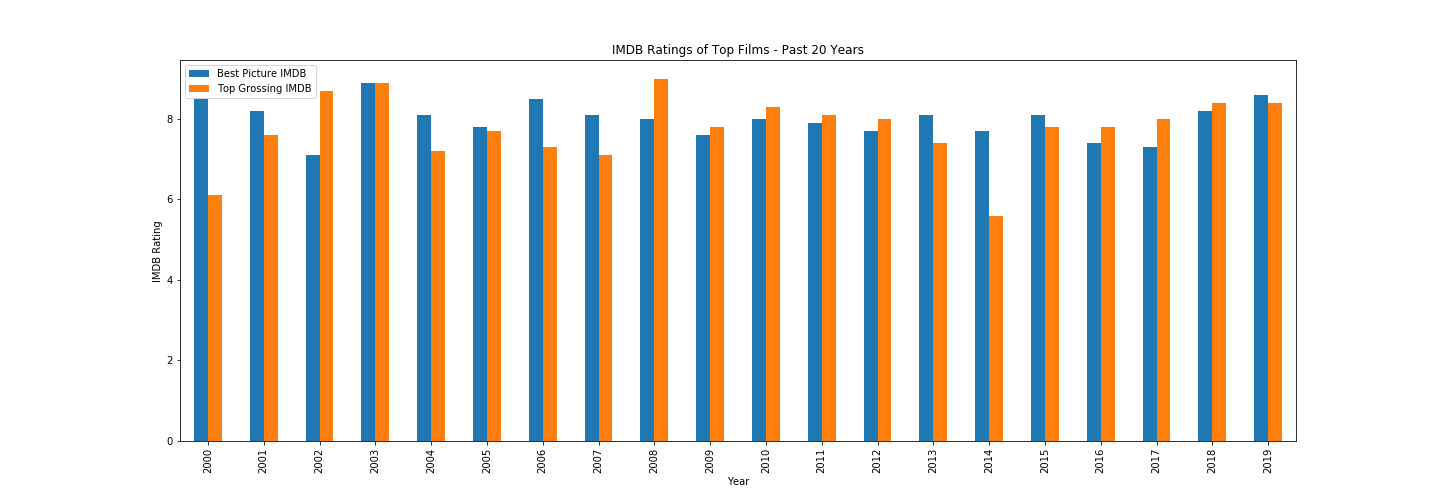 IMDB Ratings of Top Films - Past 20 Years
Best Picture IMDB
Top Grossing IMDB
8
6
4
2
0
IMDB Rating
2000 2001 2002 2003 2004 2005 2006 2007 2008 2009 2010 2011 2012 2013 2014 2015 2016 2017 2018 2019
Year